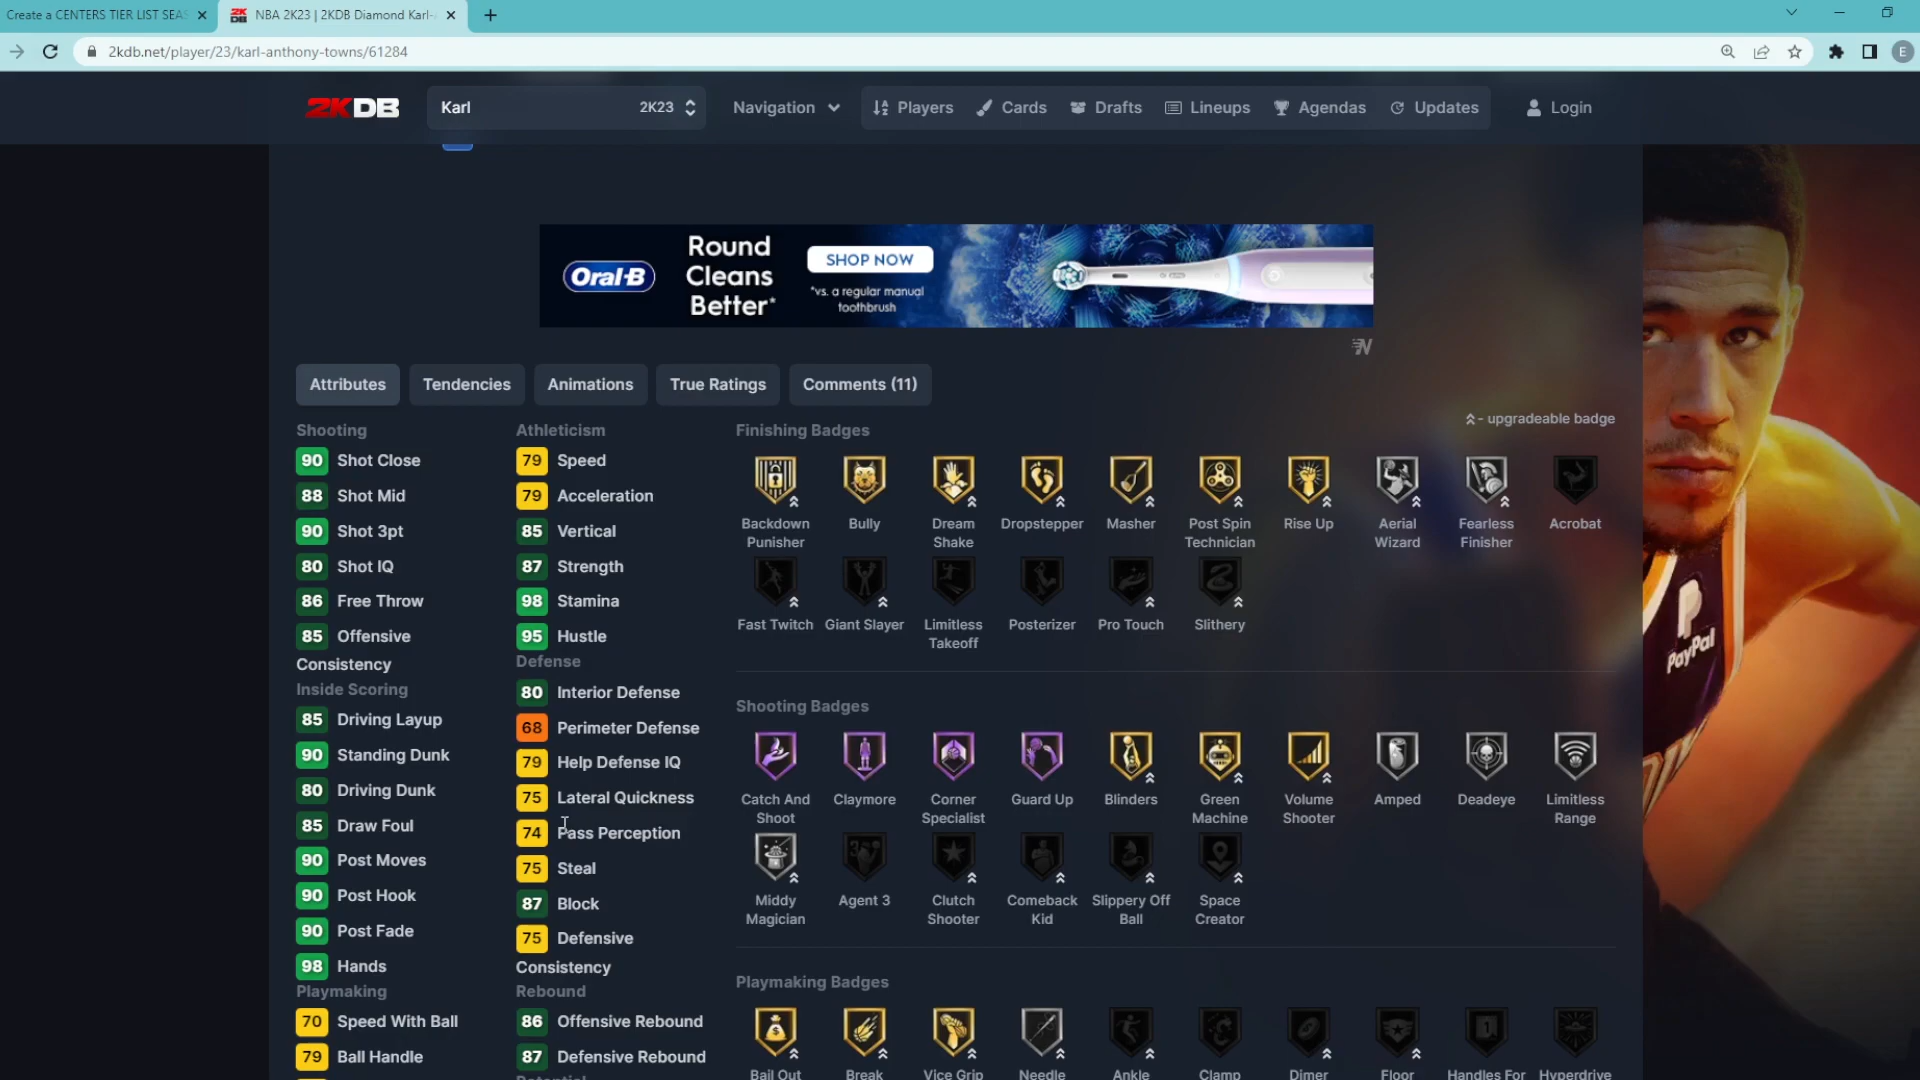 Create a CENTERS TIER LIST SEAS
NBA 2K23 | 2KDB Diamond Karl-
2kdb.net/player/23/karl-anthony-towns/61284
E
2KDB
Karl
2K23
Navigation
Players
Cards
Drafts
Lineups
Agendas
Updates
Login
Oral-B
Round
Cleans
Better*
SHOP NOW
*vs. a regular manual
toothbrush
N
Attributes
Tendencies
Animations
True Ratings
Comments (11)
- upgradeable badge
Shooting
90 Shot Close
88 Shot Mid
90 Shot 3pt
80 Shot IQ
86 Free Throw
85 Offensive
Consistency
Inside Scoring
85 Driving Layup
90 Standing Dunk
80 Driving Dunk
85 Draw Foul
90 Post Moves
90 Post Hook
90 Post Fade
98 Hands
Playmaking
70 Speed With Ball
79 Ball Handle
Athleticism
79 Speed
79 Acceleration
85 Vertical
87 Strength
98 Stamina
95 Hustle
Defense
80 Interior Defense
68 Perimeter Defense
79 Help Defense IQ
75 Lateral Quickness
74 Pass Perception
75 Steal
87 Block
75 Defensive
Consistency
Rebound
86 Offensive Rebound
87 Defensive Rebound
Potential
Finishing Badges
Backdown
Punisher
Bully
Dream
Shake
Dropstepper
Masher
Post Spin
Technician
Rise Up
Aerial
Wizard
Fearless
Finisher
Acrobat
Fast Twitch
Giant Slayer
Limitless
Takeoff
Posterizer
Pro Touch
Slithery
Shooting Badges
Catch And
Shoot
Claymore
Corner
Specialist
Guard Up
Blinders
Green
Machine
Volume
Shooter
Amped
Deadeye
Limitless
Range
Middy
Magician
Agent 3
Clutch
Shooter
Comeback
Kid
Slippery Off
Ball
Space
Creator
Playmaking Badges
Bail Out
Break
Vice Grip
Needle
Ankle
Clamp
Dimer
Floor
Handles For
Hyperdrive
PayPal